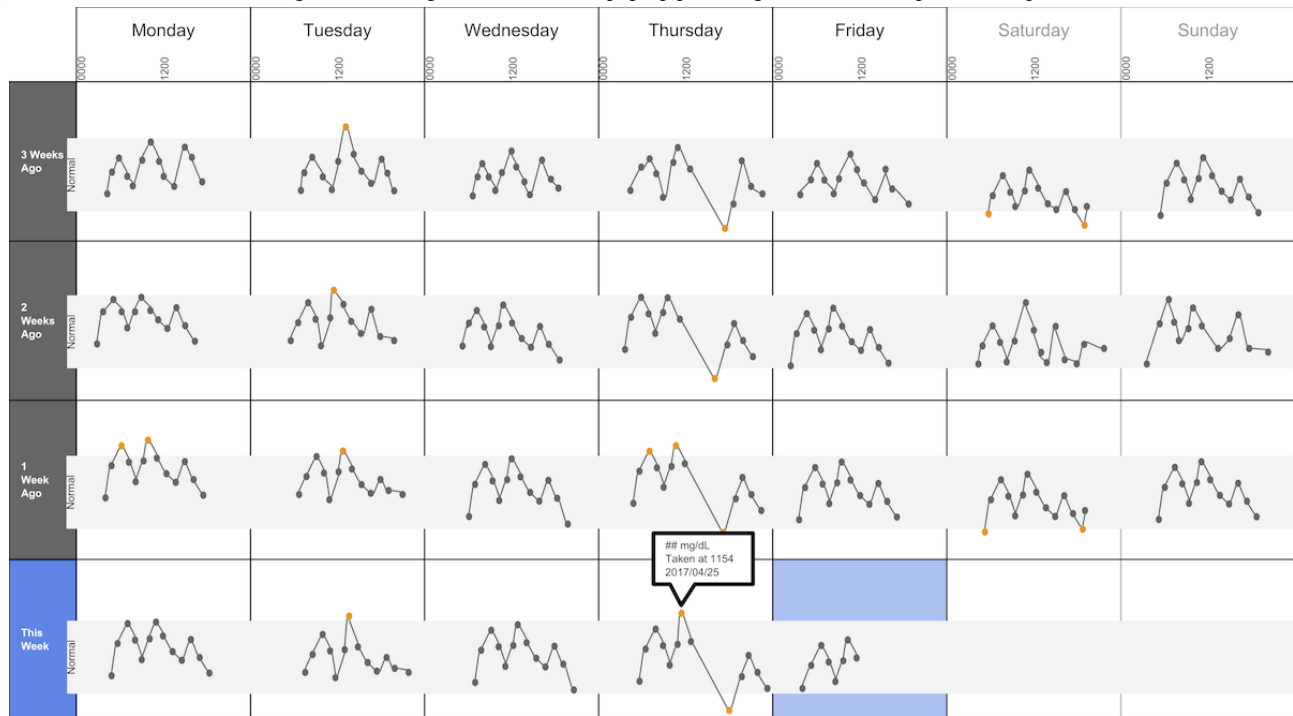 Monday Tuesday Wednesday Thursday Friday Saturday Sunday
0000 1200 0000 1200 0000 1200 0000 1200 0000 1200 0000 1200 0000 1200
3 Weeks
Ago
Normal
2
Weeks
Ago
Normal
1
Week
Ago
Normal
## mg/dL
Taken at 1154
2017/04/25
This
Week
Normal